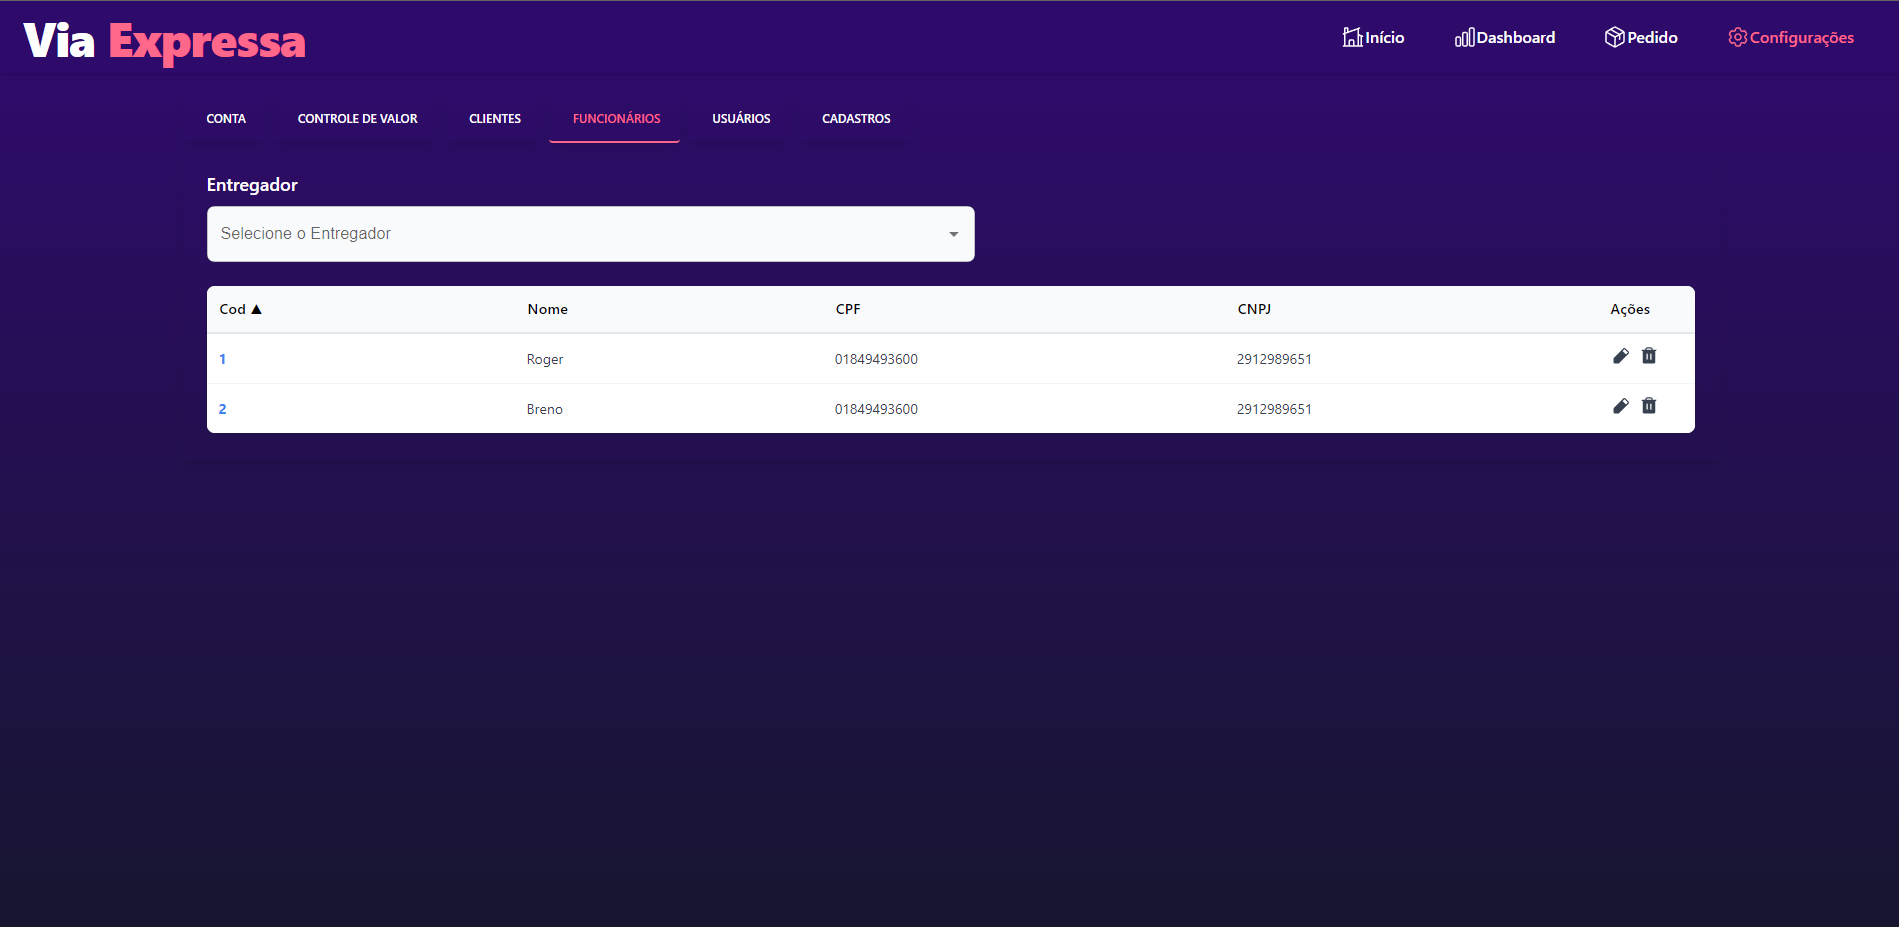 Via Expressa
Início Dashboard Pedido Configurações
CONTA CONTROLE DE VALOR CLIENTES FUNCIONÁRIOS USUÁRIOS CADASTROS
Entregador
Selecione o Entregador
Cod ▲ Nome CPF CNPJ Ações
1 Roger 01849493600 2912989651
2 Breno 01849493600 2912989651